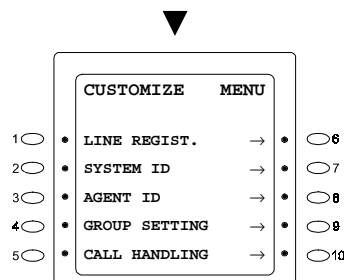 CUSTOMIZE MENU
1 LINE REGIST. → 6
2 SYSTEM ID → 7
3 AGENT ID → 8
4 GROUP SETTING → 9
5 CALL HANDLING → 10